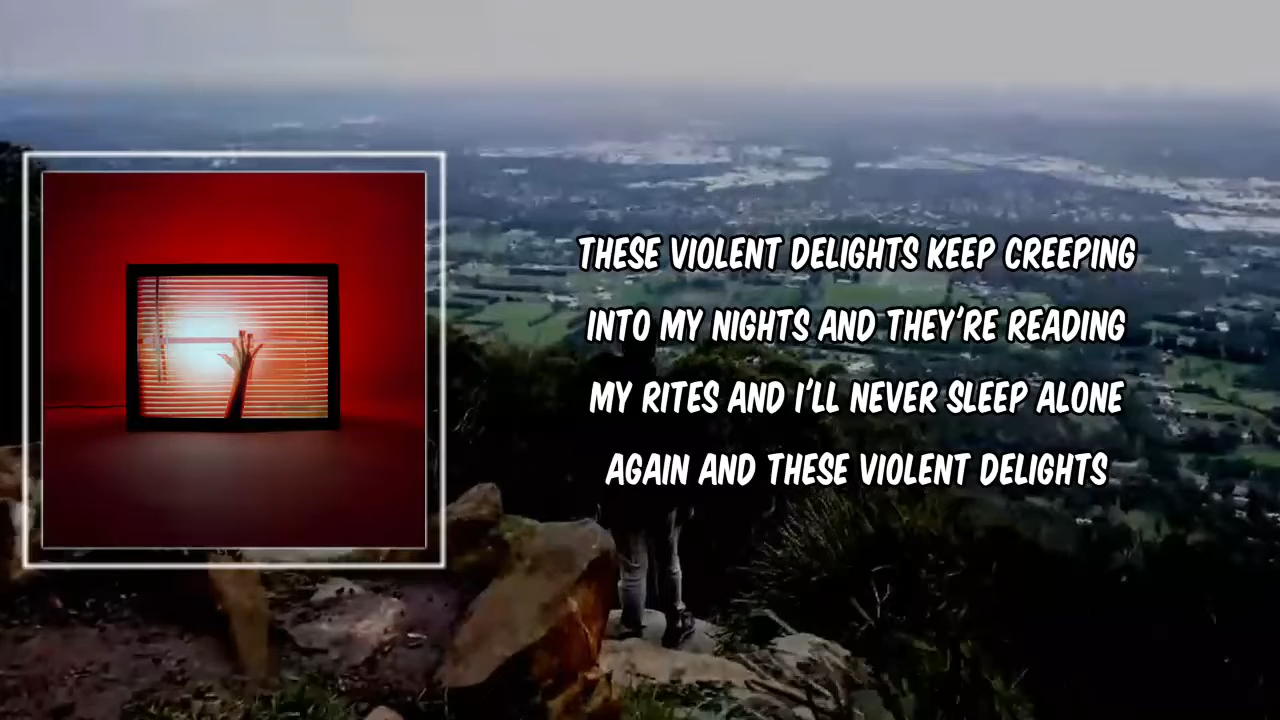 THESE VIOLENT DELIGHTS KEEP CREEPING
INTO MY NIGHTS AND THEY'RE READING
MY RITES AND I'LL NEVER SLEEP ALONE
AGAIN AND THESE VIOLENT DELIGHTS